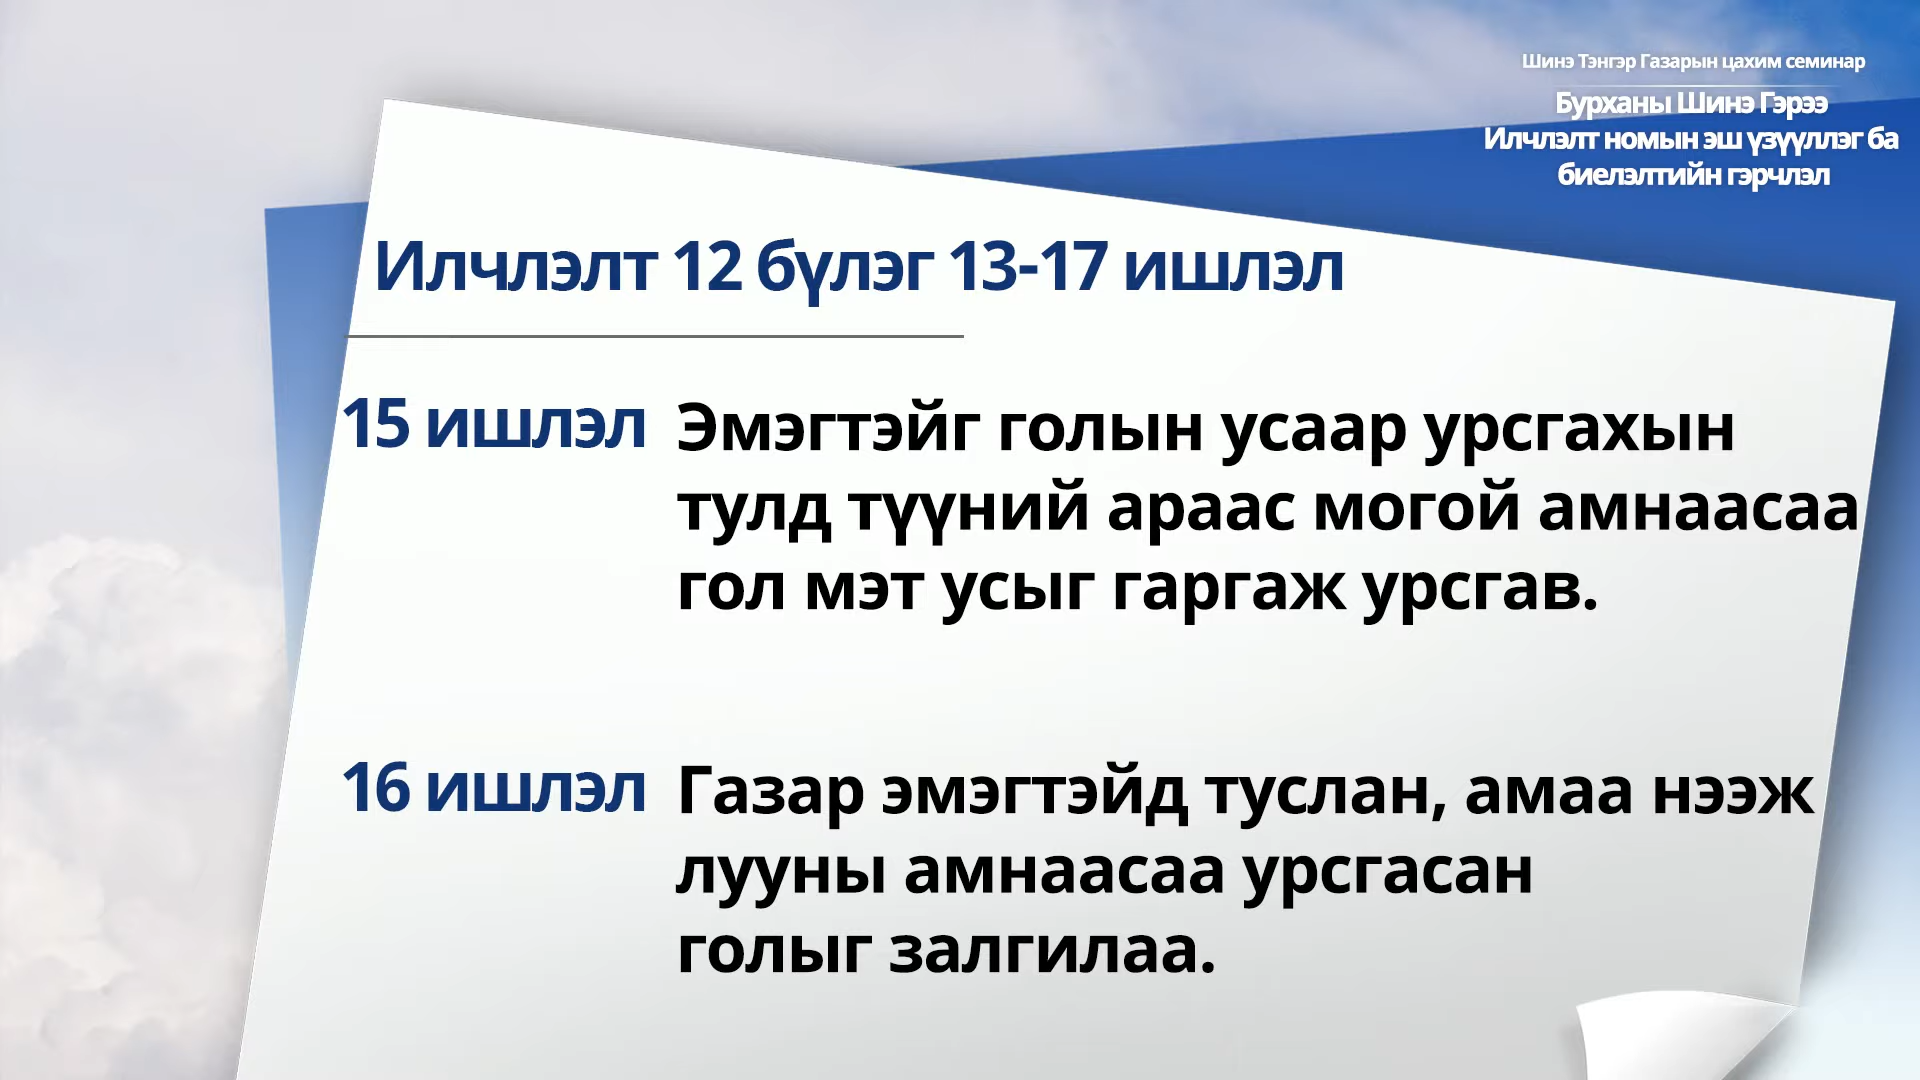 Шинэ Тэнгэр Газарын цахим семинар
Бурханы Шинэ Гэрээ
Илчлэлт номын эш үзүүллэг ба
биелэлтийн гэрчлэл
Илчлэлт 12 бүлэг 13-17 ишлэл
15 ишлэл Эмэгтэйг голын усаар урсгахын
тулд түүний араас могой амнаасаа
гол мэт усыг гаргаж урсгав.
16 ишлэл Газар эмэгтэйд туслан, амаа нээж
лууны амнаасаа урсгасан
голыг залгилаа.